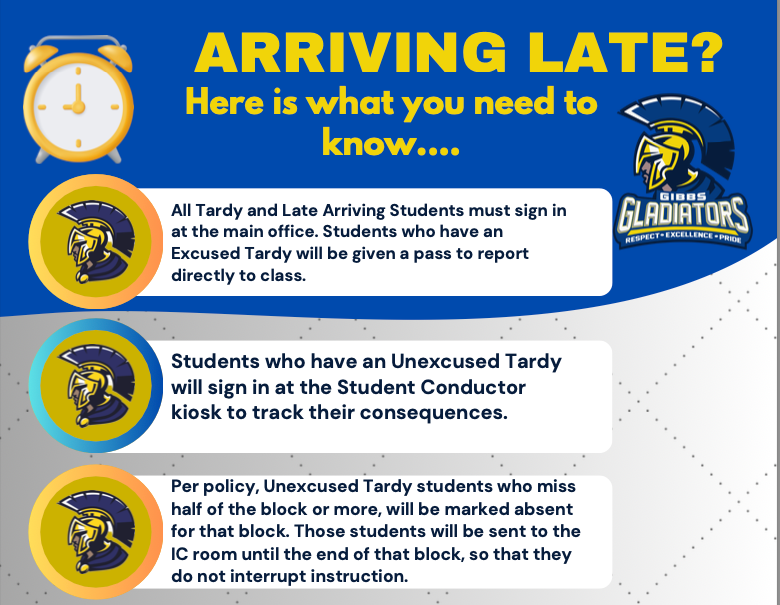 ARRIVING LATE?
Here is what you need to
know....
GIBBS
GLADIATORS
RESPECT • EXCELLENCE • PRIDE
All Tardy and Late Arriving Students must sign in
at the main office. Students who have an
Excused Tardy will be given a pass to report
directly to class.
Students who have an Unexcused Tardy
will sign in at the Student Conductor
kiosk to track their consequences.
Per policy, Unexcused Tardy students who miss
half of the block or more, will be marked absent
for that block. Those students will be sent to the
IC room until the end of that block, so that they
do not interrupt instruction.